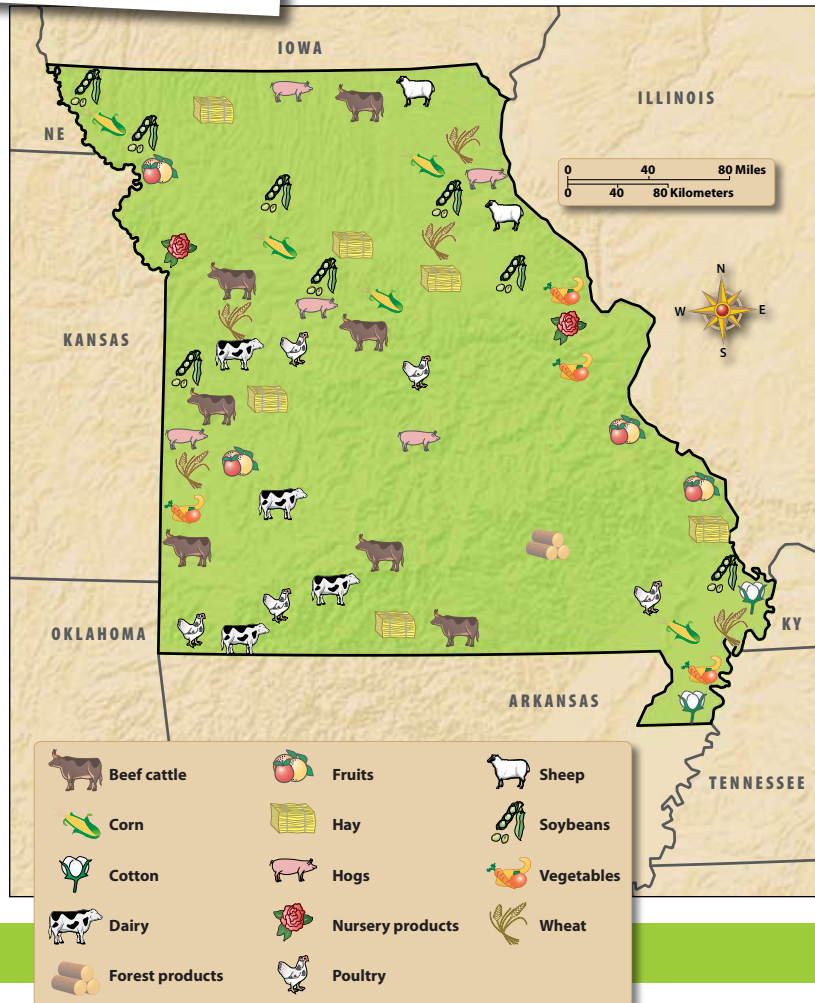 IOWA
ILLINOIS
NE
0 40 80 Miles
0 40 80 Kilometers
N
W E
S
KANSAS
OKLAHOMA
KY
ARKANSAS
TENNESSEE
Beef cattle
Fruits
Sheep
Corn
Hay
Soybeans
Cotton
Hogs
Vegetables
Dairy
Nursery products
Wheat
Forest products
Poultry